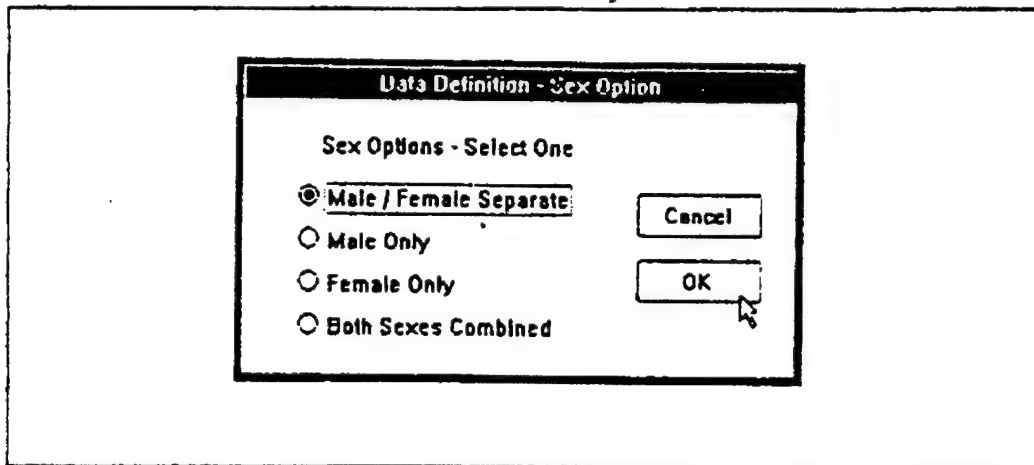 Data Definition - Sex Option
Sex Options - Select One
Male / Female Separate
Male Only
Female Only
Both Sexes Combined
Cancel
OK